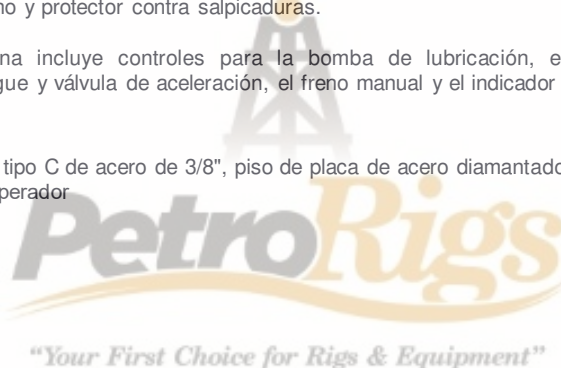 no y protector contra salpicaduras.
na incluye controles para la bomba de lubricación, e
gue y válvula de aceleración, el freno manual y el indicador
tipo C de acero de 3/8", piso de placa de acero diamantado
perador
PetroRigs
"Your First Choice for Rigs & Equipment"